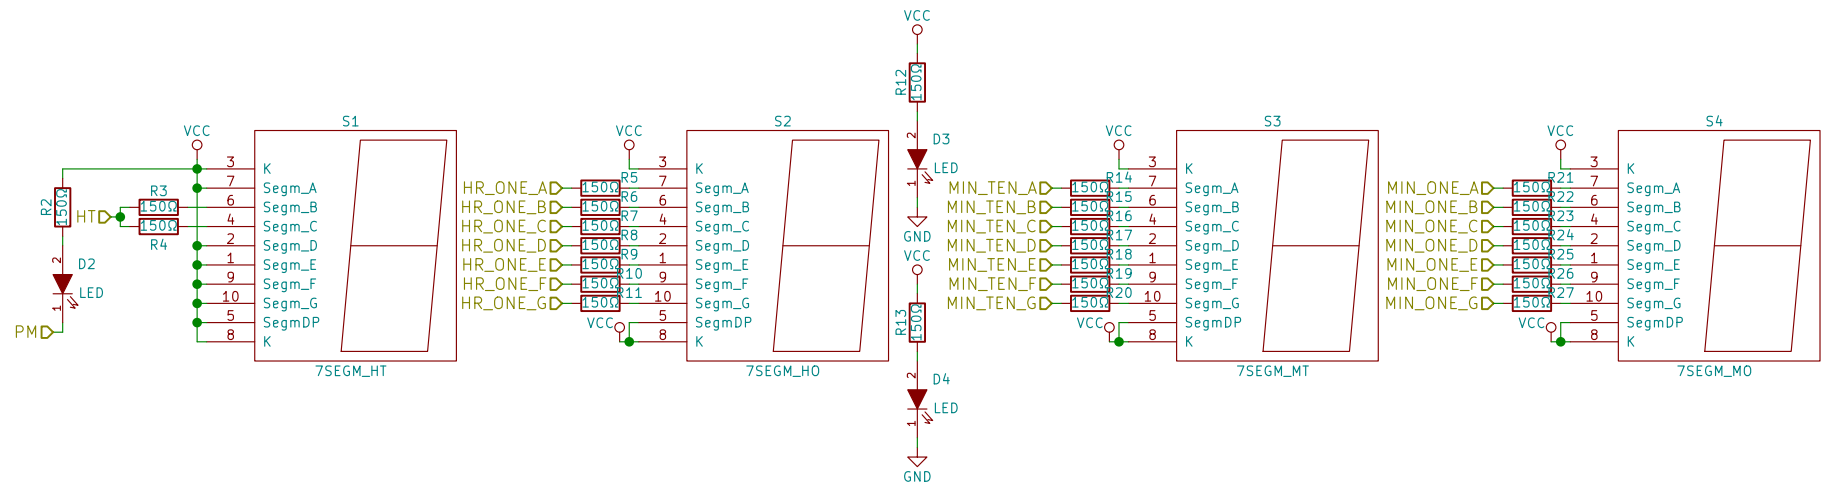 VCC
R12
150Ω
2
D3
LED
1
GND
VCC
R13
150Ω
2
D4
LED
1
GND
S1
VCC
R2
150Ω
2
D2
LED
1
PM
HT
R3
150Ω
150Ω
R4
3 K
7 Segm_A
6 Segm_B
4 Segm_C
2 Segm_D
1 Segm_E
9 Segm_F
10 Segm_G
5 SegmDP
8 K
7SEGM_HT
S2
VCC
3 K
HR_ONE_A 150Ω R5 7 Segm_A
HR_ONE_B 150Ω R6 6 Segm_B
HR_ONE_C 150Ω R7 4 Segm_C
HR_ONE_D 150Ω R8 2 Segm_D
HR_ONE_E 150Ω R9 1 Segm_E
HR_ONE_F 150Ω R10 9 Segm_F
HR_ONE_G 150Ω R11 10 Segm_G
VCC 5 SegmDP
8 K
7SEGM_HO
S3
VCC
3 K
MIN_TEN_A 150Ω R14 7 Segm_A
MIN_TEN_B 150Ω R15 6 Segm_B
MIN_TEN_C 150Ω R16 4 Segm_C
MIN_TEN_D 150Ω R17 2 Segm_D
MIN_TEN_E 150Ω R18 1 Segm_E
MIN_TEN_F 150Ω R19 9 Segm_F
MIN_TEN_G 150Ω R20 10 Segm_G
VCC 5 SegmDP
8 K
7SEGM_MT
S4
VCC
3 K
MIN_ONE_A 150Ω R21 7 Segm_A
MIN_ONE_B 150Ω R22 6 Segm_B
MIN_ONE_C 150Ω R23 4 Segm_C
MIN_ONE_D 150Ω R24 2 Segm_D
MIN_ONE_E 150Ω R25 1 Segm_E
MIN_ONE_F 150Ω R26 9 Segm_F
MIN_ONE_G 150Ω R27 10 Segm_G
VCC 5 SegmDP
8 K
7SEGM_MO